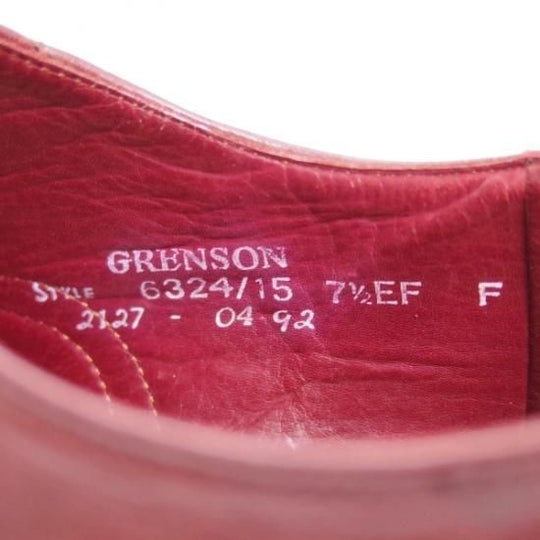 GRENSON
STYLE 6324/15 7½EF F
2127 - 04 92